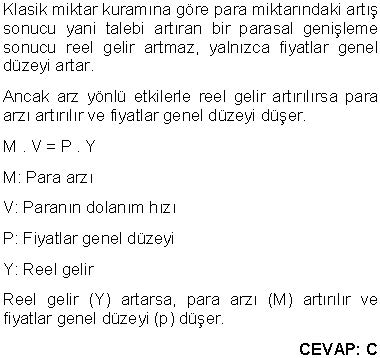 Klasik miktar kuramına göre para miktarındaki artış
sonucu yani talebi artıran bir parasal genişleme
sonucu reel gelir artmaz, yalnızca fiyatlar genel
düzeyi artar.
Ancak arz yönlü etkilerle reel gelir artırılırsa para
arzı artırılır ve fiyatlar genel düzeyi düşer.
M . V = P . Y
M: Para arzı
V: Paranın dolanım hızı
P: Fiyatlar genel düzeyi
Y: Reel gelir
Reel gelir (Y) artarsa, para arzı (M) artırılır ve
fiyatlar genel düzeyi (p) düşer.
CEVAP: C